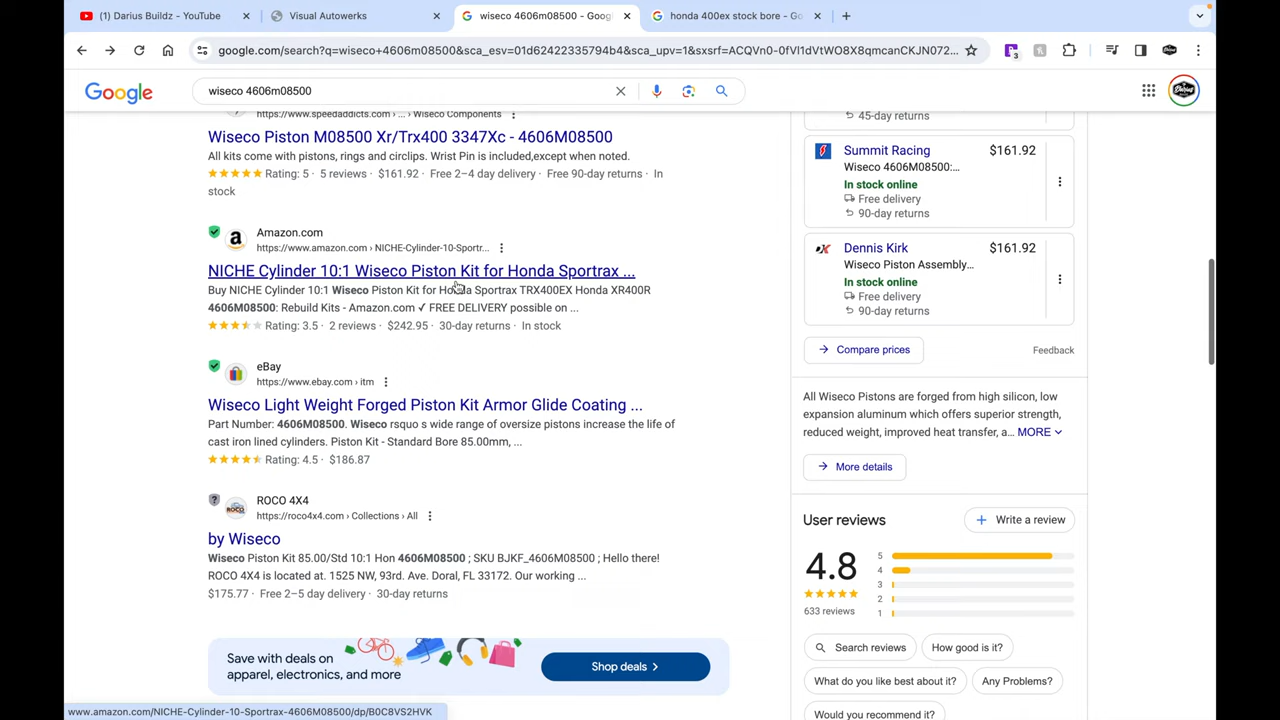 (1) Darius Buildz - YouTube
Visual Autowerks
wiseco 4606m08500 - Goog
honda 400ex stock bore - Go
google.com/search?q=wiseco+4606m08500&sca_esv=01d62422335794b4&sca_upv=1&sxsrf=ACQVn0-0fVl1dVtWO8X8qmcanCKJN072...
3
Google
wiseco 4606m08500
https://www.speedaddicts.com › ... › Wiseco Components
Wiseco Piston M08500 Xr/Trx400 3347Xc - 4606M08500
All kits come with pistons, rings and circlips. Wrist Pin is included,except when noted.
Rating: 5 · 5 reviews · $161.92 · Free 2–4 day delivery · Free 90-day returns · In
stock
Amazon.com
https://www.amazon.com › NICHE-Cylinder-10-Sportr...
NICHE Cylinder 10:1 Wiseco Piston Kit for Honda Sportrax ...
Buy NICHE Cylinder 10:1 Wiseco Piston Kit for Honda Sportrax TRX400EX Honda XR400R
4606M08500: Rebuild Kits - Amazon.com ✓ FREE DELIVERY possible on ...
Rating: 3.5 · 2 reviews · $242.95 · 30-day returns · In stock
eBay
https://www.ebay.com › itm
Wiseco Light Weight Forged Piston Kit Armor Glide Coating ...
Part Number. 4606M08500. Wiseco rsquo s wide range of oversize pistons increase the life of
cast iron lined cylinders. Piston Kit - Standard Bore 85.00mm, ...
Rating: 4.5 · $186.87
ROCO 4X4
https://roco4x4.com › Collections › All
by Wiseco
Wiseco Piston Kit 85.00/Std 10:1 Hon 4606M08500 ; SKU BJKF_4606M08500 ; Hello there!
ROCO 4X4 is located at. 1525 NW, 93rd. Ave. Doral, FL 33172. Our working ...
$175.77 · Free 2–5 day delivery · 30-day returns
Save with deals on
apparel, electronics, and more
Shop deals
45-day returns
Summit Racing
$161.92
Wiseco 4606M08500:...
In stock online
Free delivery
90-day returns
Dennis Kirk
$161.92
Wiseco Piston Assembly...
In stock online
Free delivery
90-day returns
Compare prices
Feedback
All Wiseco Pistons are forged from high silicon, low
expansion aluminum which offers superior strength,
reduced weight, improved heat transfer, a... MORE
More details
User reviews
Write a review
4.8
633 reviews
5
4
3
2
1
Search reviews
How good is it?
What do you like best about it?
Any Problems?
Would you recommend it?
www.amazon.com/NICHE-Cylinder-10-Sportrax-4606M08500/dp/B0C8VS2HVK